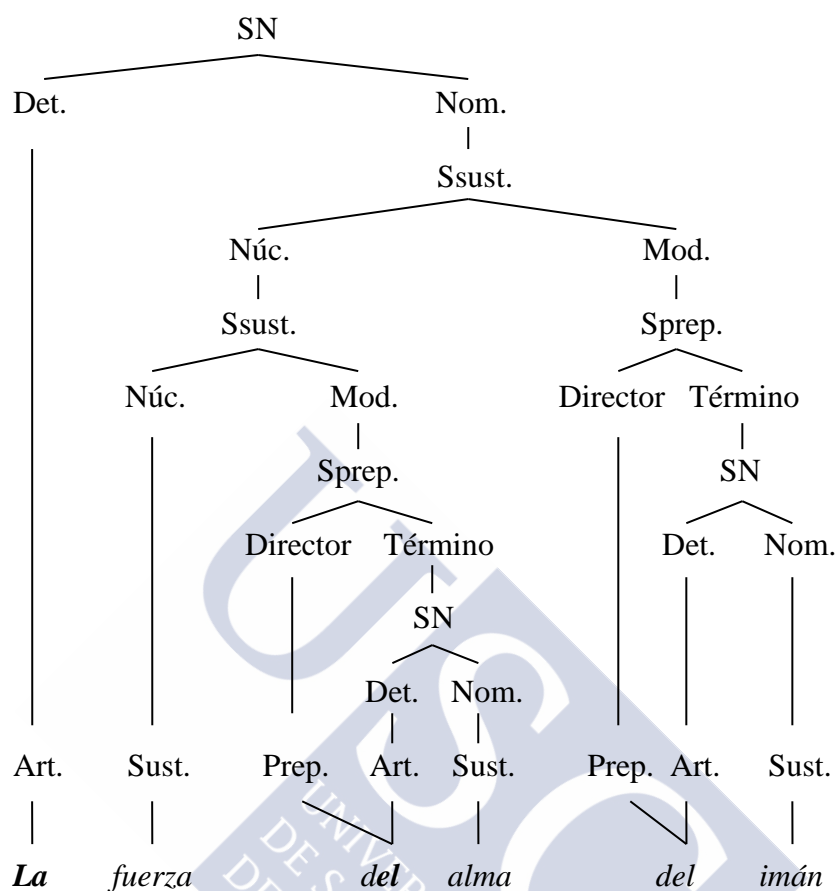 SN
Det. Nom.
Ssust.
Núc. Mod.
Ssust. Sprep.
Núc. Mod. Director Término
Sprep. SN
Director Término Det. Nom.
SN
Det. Nom.
Art. Sust. Prep. Art. Sust. Prep. Art. Sust.
La fuerza del alma del imán
USC